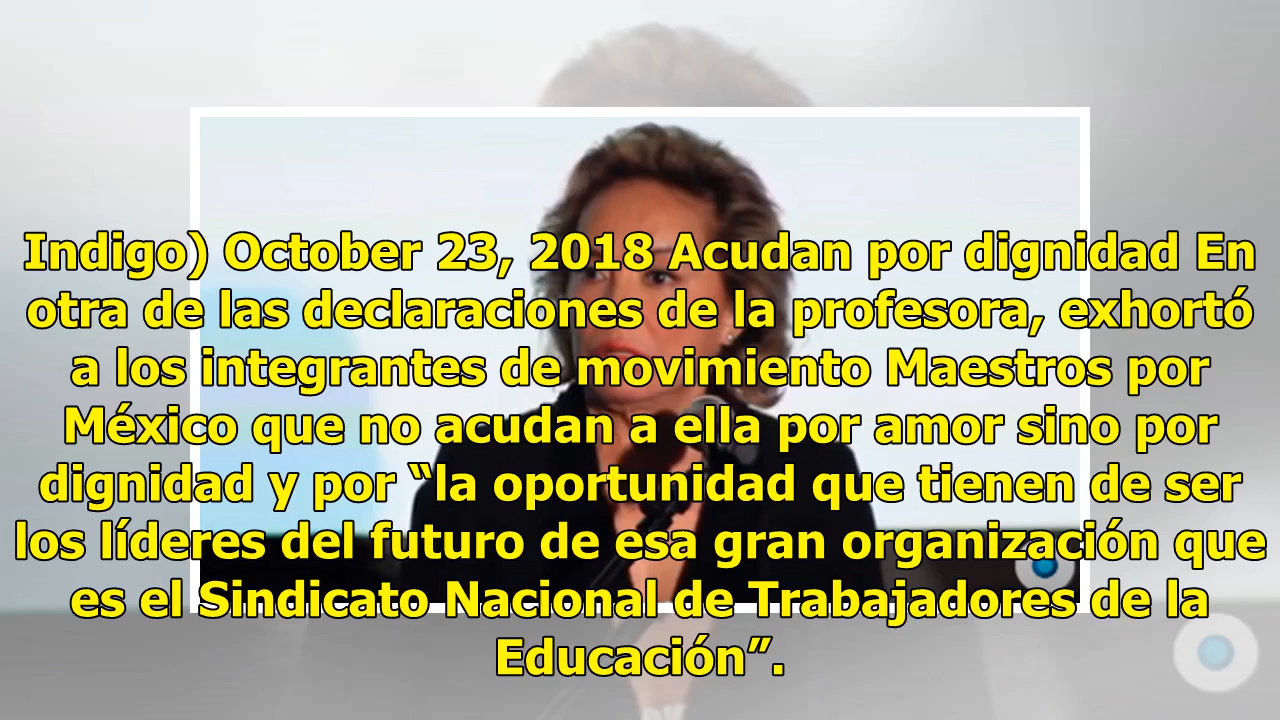 Indigo) October 23, 2018 Acudan por dignidad En
otra de las declaraciones de la profesora, exhortó
a los integrantes de movimiento Maestros por
México que no acudan a ella por amor sino por
dignidad y por “la oportunidad que tienen de ser
los líderes del futuro de esa gran organización que
es el Sindicato Nacional de Trabajadores de la
Educación”.